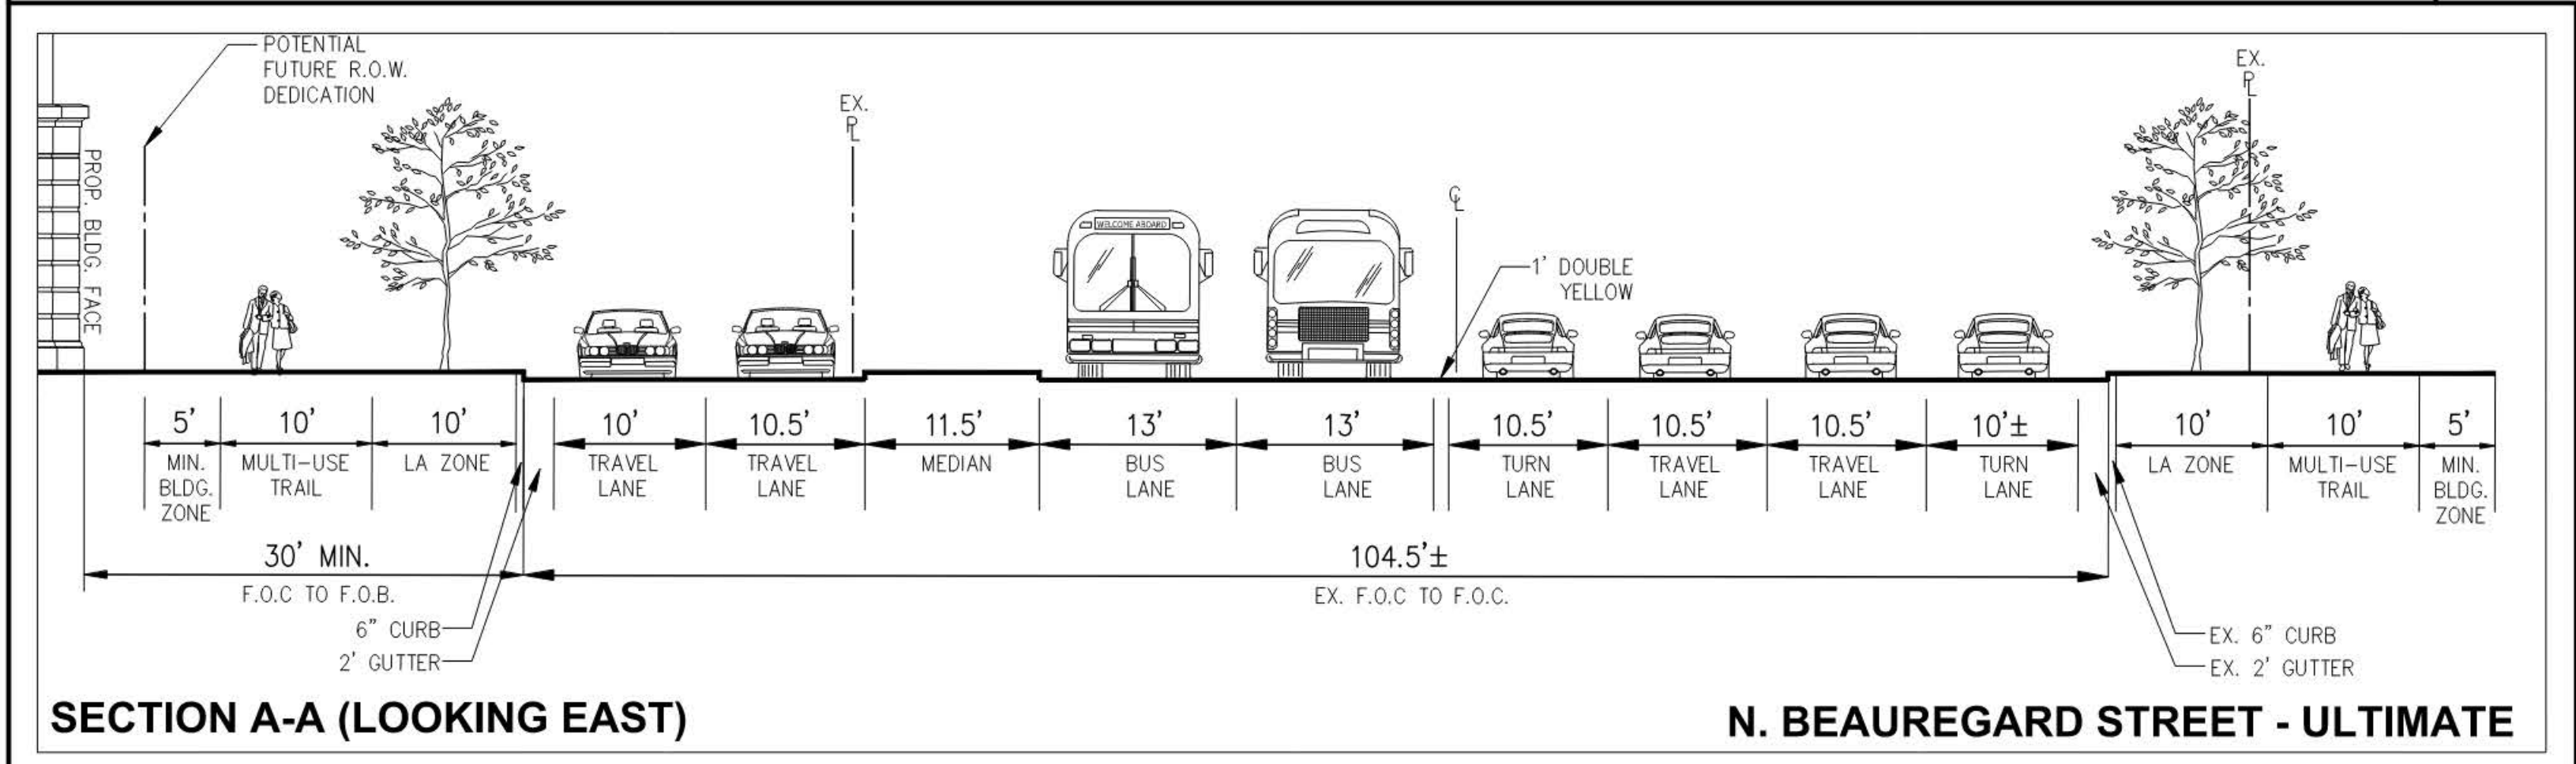 POTENTIAL
FUTURE R.O.W.
DEDICATION
PROP. BLDG. FACE
EX.
PL
WELCOME ABOARD
CL
1' DOUBLE
YELLOW
EX.
PL
5'
MIN.
BLDG.
ZONE
10'
MULTI-USE
TRAIL
10'
LA ZONE
10'
TRAVEL
LANE
10.5'
TRAVEL
LANE
11.5'
MEDIAN
13'
BUS
LANE
13'
BUS
LANE
10.5'
TURN
LANE
10.5'
TRAVEL
LANE
10.5'
TRAVEL
LANE
10'±
TURN
LANE
10'
LA ZONE
10'
MULTI-USE
TRAIL
5'
MIN.
BLDG.
ZONE
30' MIN.
F.O.C TO F.O.B.
104.5'±
EX. F.O.C TO F.O.C.
6" CURB
2' GUTTER
EX. 6" CURB
EX. 2' GUTTER
SECTION A-A (LOOKING EAST)
N. BEAUREGARD STREET - ULTIMATE